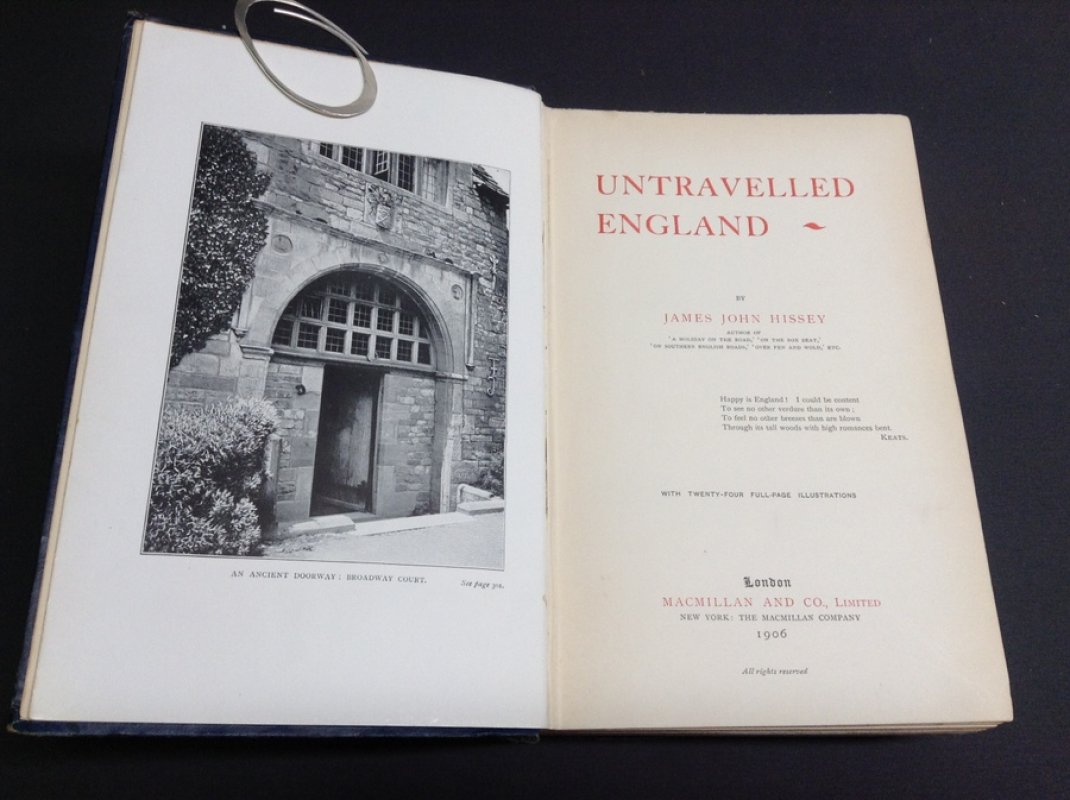 AN ANCIENT DOORWAY: BROADWAY COURT.
See page 302.
UNTRAVELLED
ENGLAND
BY
JAMES JOHN HISSEY
AUTHOR OF
'A HOLIDAY ON THE ROAD,' 'ON THE BOX SEAT,'
'ON SOUTHERN ENGLISH ROADS,' 'OVER FEN AND WOLD,' ETC.
Happy is England! I could be content
To see no other verdure than its own;
To feel no other breezes than are blown
Through its tall woods with high romances bent.
KEATS.
WITH TWENTY-FOUR FULL-PAGE ILLUSTRATIONS
London
MACMILLAN AND CO., LIMITED
NEW YORK: THE MACMILLAN COMPANY
1906
All rights reserved